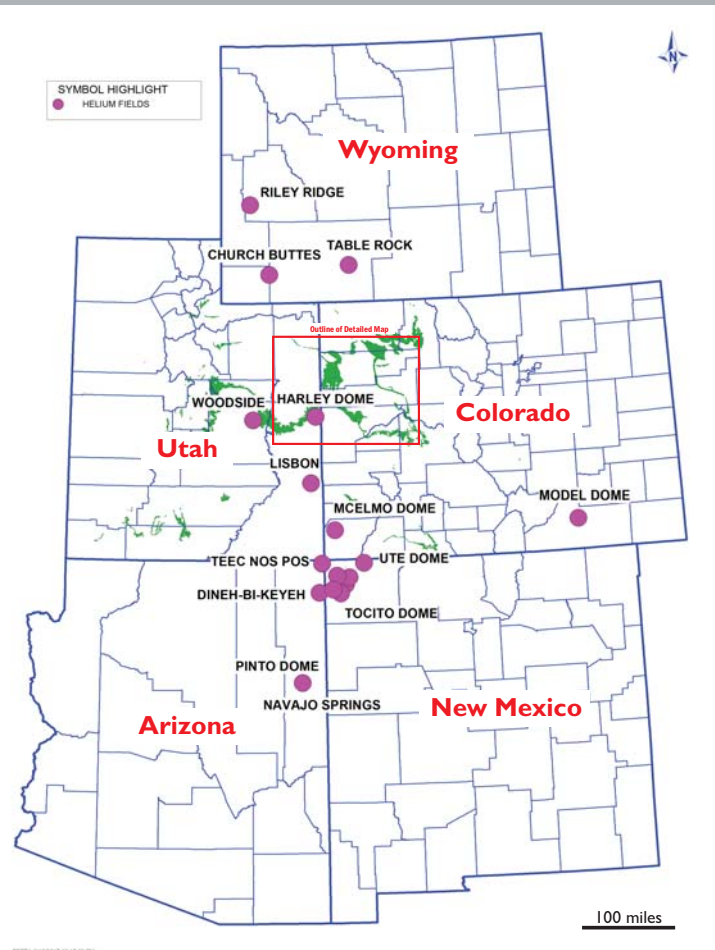 SYMBOL HIGHLIGHT
HELIUM FIELDS
N
Wyoming
RILEY RIDGE
TABLE ROCK
CHURCH BUTTES
Outline of Detailed Map
WOODSIDE
HARLEY DOME
Colorado
Utah
LISBON
MODEL DOME
MCELMO DOME
TEEC NOS POS
UTE DOME
DINEH-BI-KEYEH
TOCITO DOME
PINTO DOME
NAVAJO SPRINGS
New Mexico
Arizona
100 miles